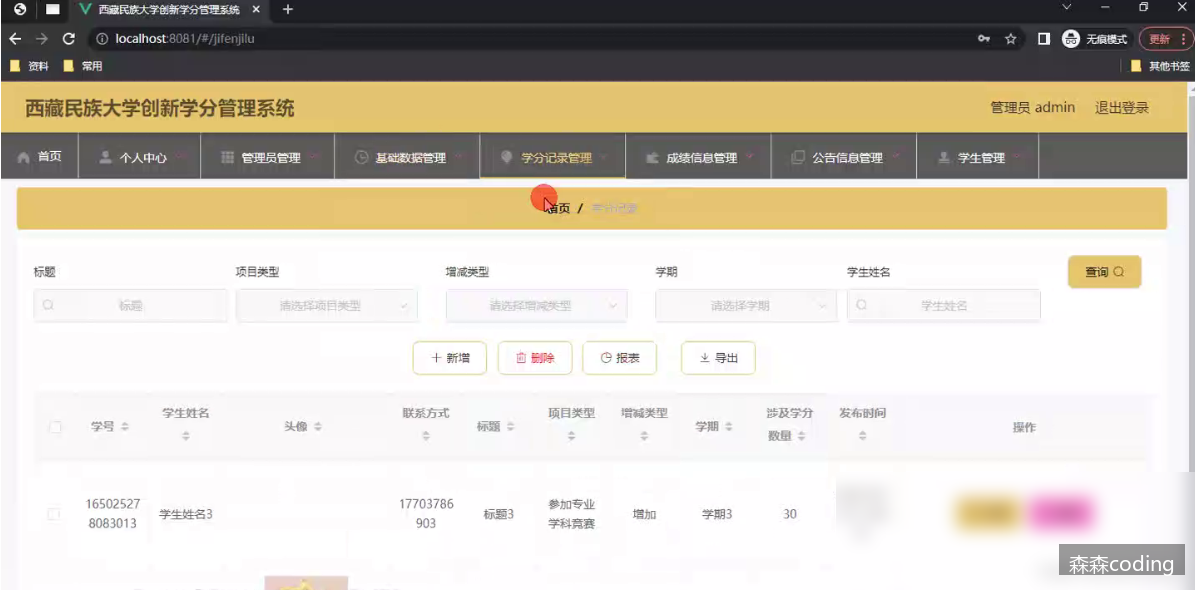 西藏民族大学创新学分管理系统
localhost:8081/#/jifenjilu
无痕模式
更新
资料 常用
其他书签
西藏民族大学创新学分管理系统
管理员 admin 退出登录
首页 个人中心 管理员管理 基础数据管理 学分记录管理 成绩信息管理 公告信息管理 学生管理
首页 / 学分记录
标题 项目类型 增减类型 学期 学生姓名
查询
标题 请选择项目类型 请选择增减类型 请选择学期 学生姓名
新增 删除 报表 导出
学号 学生姓名 头像 联系方式 标题 项目类型 增减类型 学期 涉及学分数量 发布时间 操作
165025278083013 学生姓名3 17703786903 标题3 参加专业学科竞赛 增加 学期3 30
森森coding